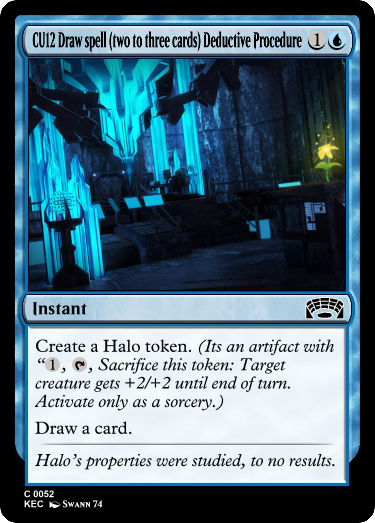 CU12 Draw spell (two to three cards) Deductive Procedure 1
Instant
Create a Halo token. (Its an artifact with
“1, , Sacrifice this token: Target
creature gets +2/+2 until end of turn.
Activate only as a sorcery.)
Draw a card.
Halo’s properties were studied, to no results.
C 0052
KEC Swann 74